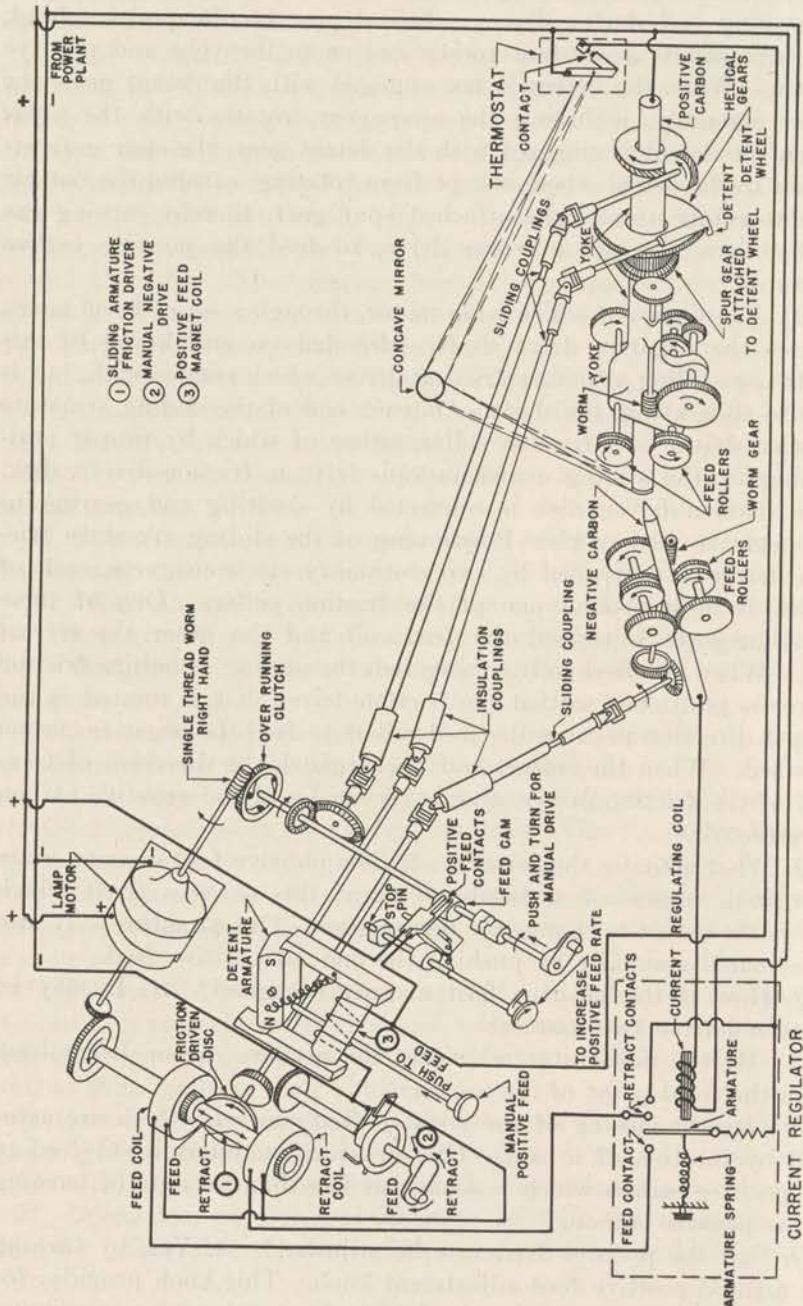 +
FROM
POWER
PLANT
−
① SLIDING ARMATURE
FRICTION DRIVER
② MANUAL NEGATIVE
DRIVE
③ POSITIVE FEED
MAGNET COIL
THERMOSTAT
CONTACT
POSITIVE
CARBON
HELICAL
GEARS
DETENT
DETENT
WHEEL
SPUR GEAR
ATTACHED
TO DETENT WHEEL
CONCAVE MIRROR
SLIDING COUPLINGS
YOKE
YOKE
WORM
FEED
ROLLERS
WORM GEAR
FEED
ROLLERS
NEGATIVE CARBON
SLIDING COUPLING
INSULATION
COUPLINGS
SINGLE THREAD WORM
RIGHT HAND
OVER RUNNING
CLUTCH
+
−
LAMP
MOTOR
+
−
+
−
DETENT
ARMATURE
STOP
PIN
POSITIVE
FEED
CONTACTS
FEED CAM
PUSH AND TURN FOR
MANUAL DRIVE
TO INCREASE
POSITIVE FEED RATE
N
S
③
PUSH TO
FEED
MANUAL
POSITIVE FEED
FRICTION
DRIVEN
DISC
FEED COIL
FEED
RETRACT
①
RETRACT
COIL
②
FEED
RETRACT
FEED CONTACT
RETRACT CONTACTS
CURRENT REGULATING COIL
ARMATURE
ARMATURE SPRING
CURRENT REGULATOR